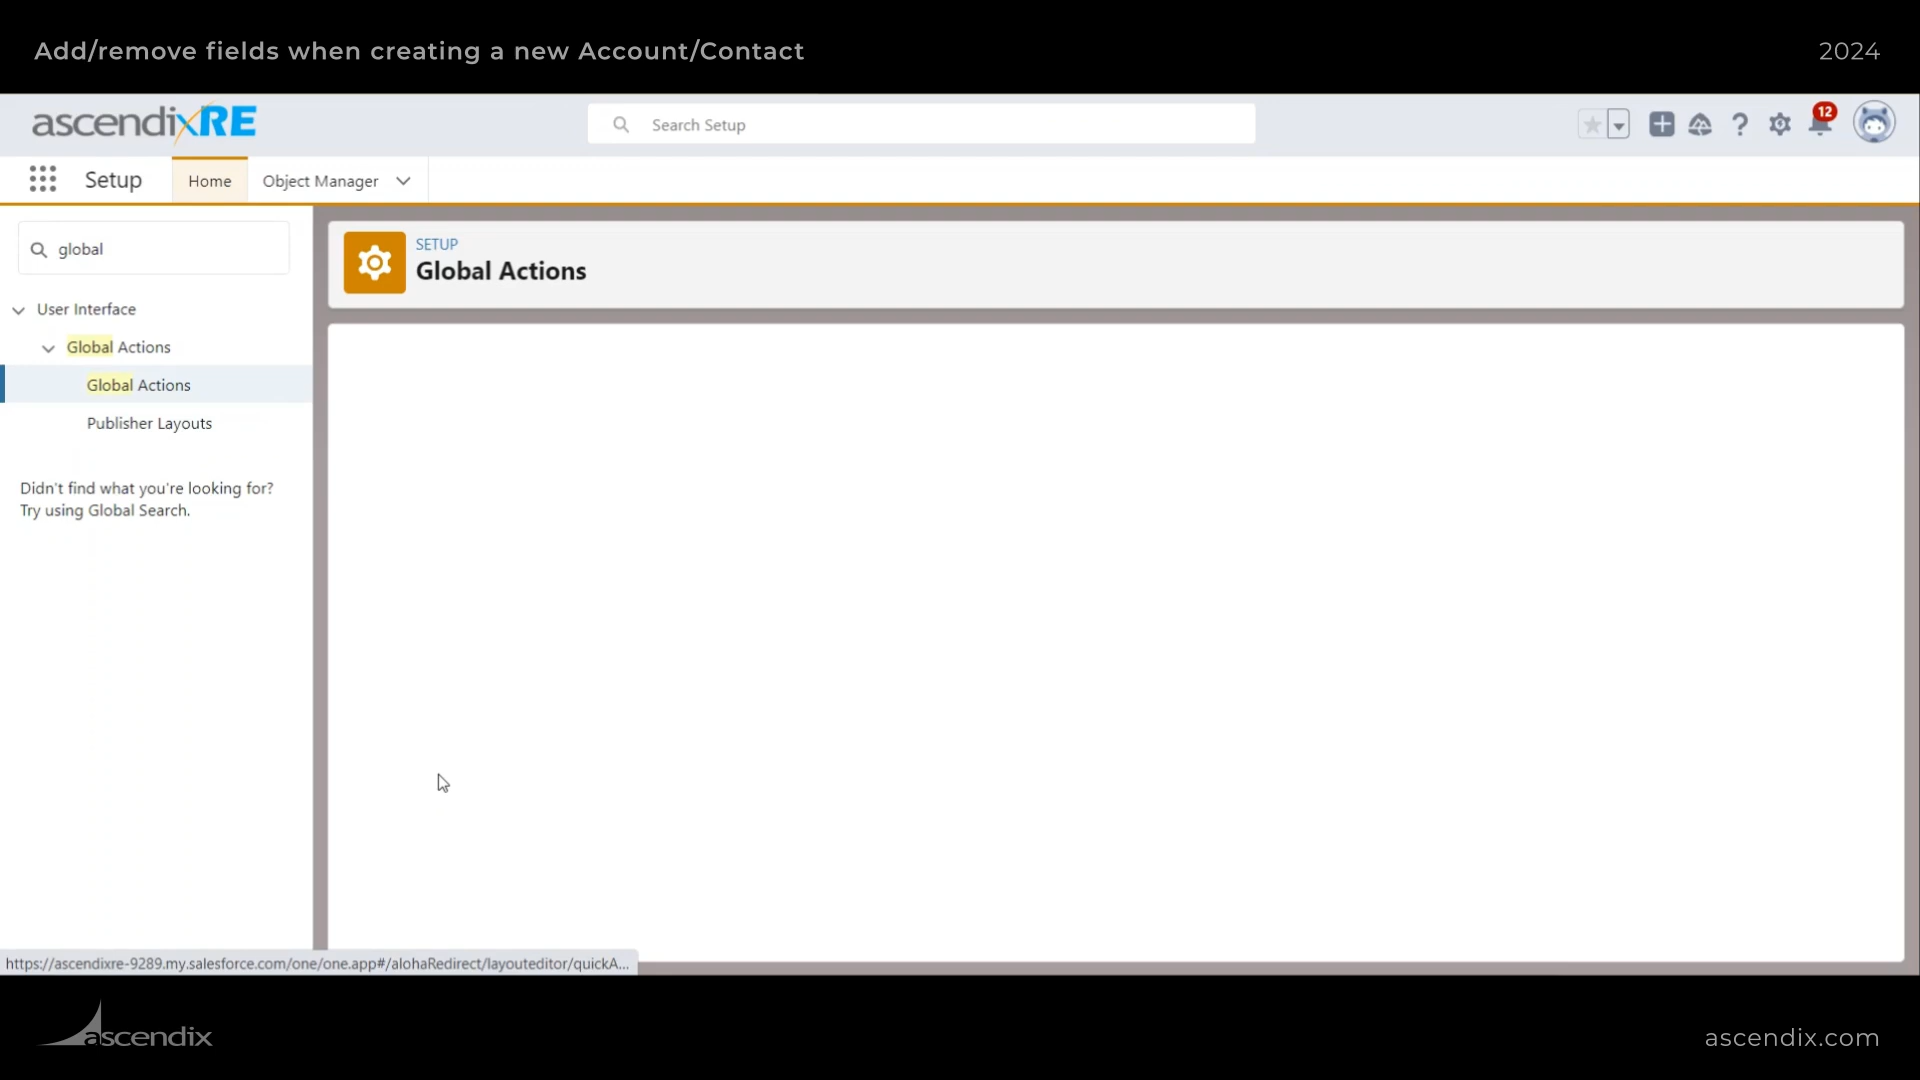 Add/remove fields when creating a new Account/Contact
2024
ascendixRE
Search Setup
12
Setup
Home
Object Manager
global
SETUP
Global Actions
User Interface
Global Actions
Global Actions
Publisher Layouts
Didn't find what you're looking for?
Try using Global Search.
https://ascendixre-9289.my.salesforce.com/one/one.app#/alohaRedirect/layouteditor/quickA...
ascendix
ascendix.com